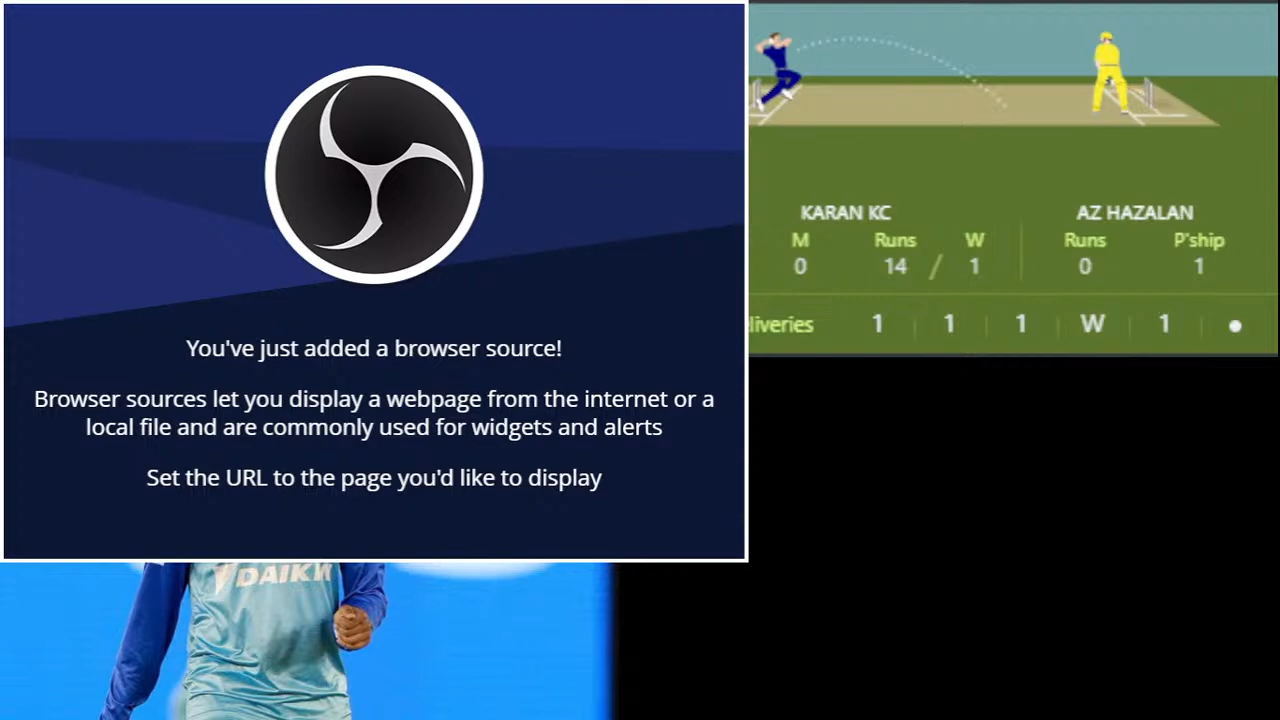 You've just added a browser source!
Browser sources let you display a webpage from the internet or a
local file and are commonly used for widgets and alerts
Set the URL to the page you'd like to display
KARAN KC
AZ HAZALAN
M Runs W Runs P'ship
0 14 / 1 0 1
liveries 1 1 1 W 1
DAIKIN